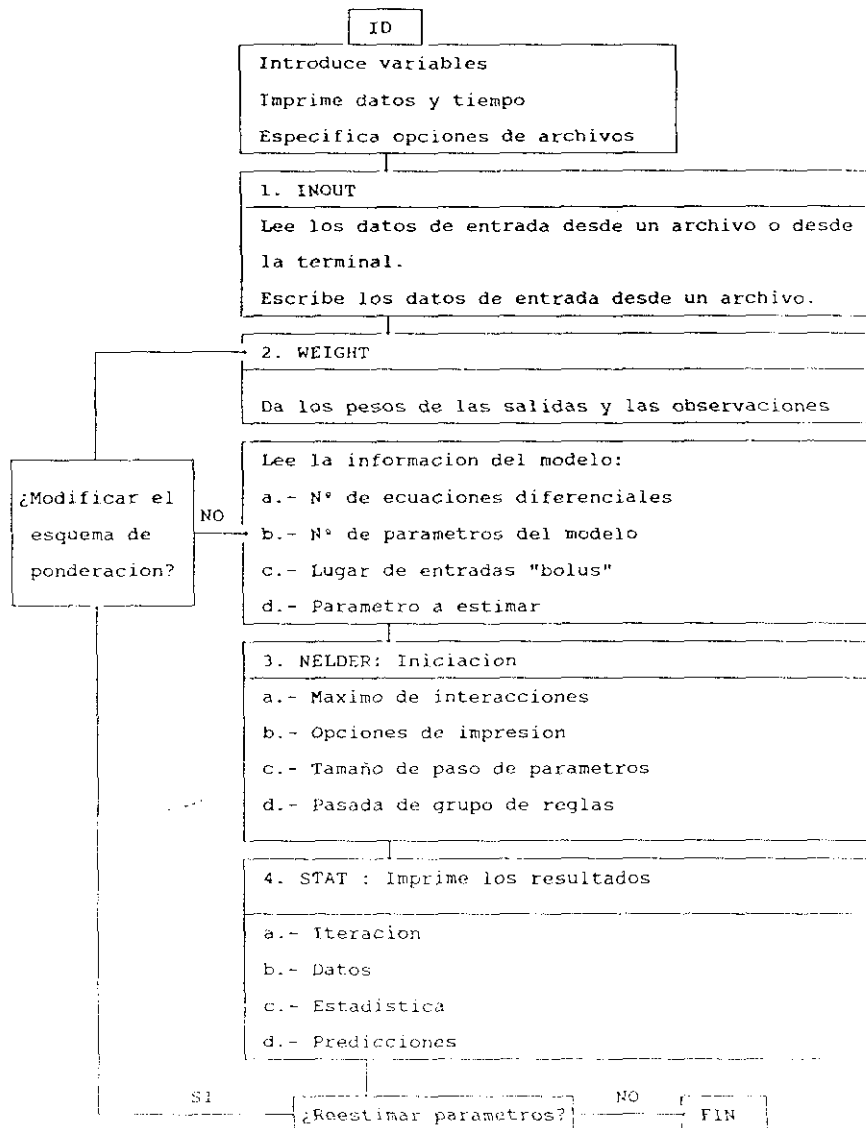 ID
Introduce variables
Imprime datos y tiempo
Especifica opciones de archivos
1. INOUT
Lee los datos de entrada desde un archivo o desde
la terminal.
Escribe los datos de entrada desde un archivo.
2. WEIGHT
Da los pesos de las salidas y las observaciones
¿Modificar el
esquema de
ponderacion?
NO
Lee la informacion del modelo:
a.- Nº de ecuaciones diferenciales
b.- Nº de parametros del modelo
c.- Lugar de entradas "bolus"
d.- Parametro a estimar
3. NELDER: Iniciacion
a.- Maximo de interacciones
b.- Opciones de impresion
c.- Tamaño de paso de parametros
d.- Pasada de grupo de reglas
4. STAT : Imprime los resultados
a.- Iteracion
b.- Datos
c.- Estadistica
d.- Predicciones
SI
¿Reestimar parametros?
NO
FIN